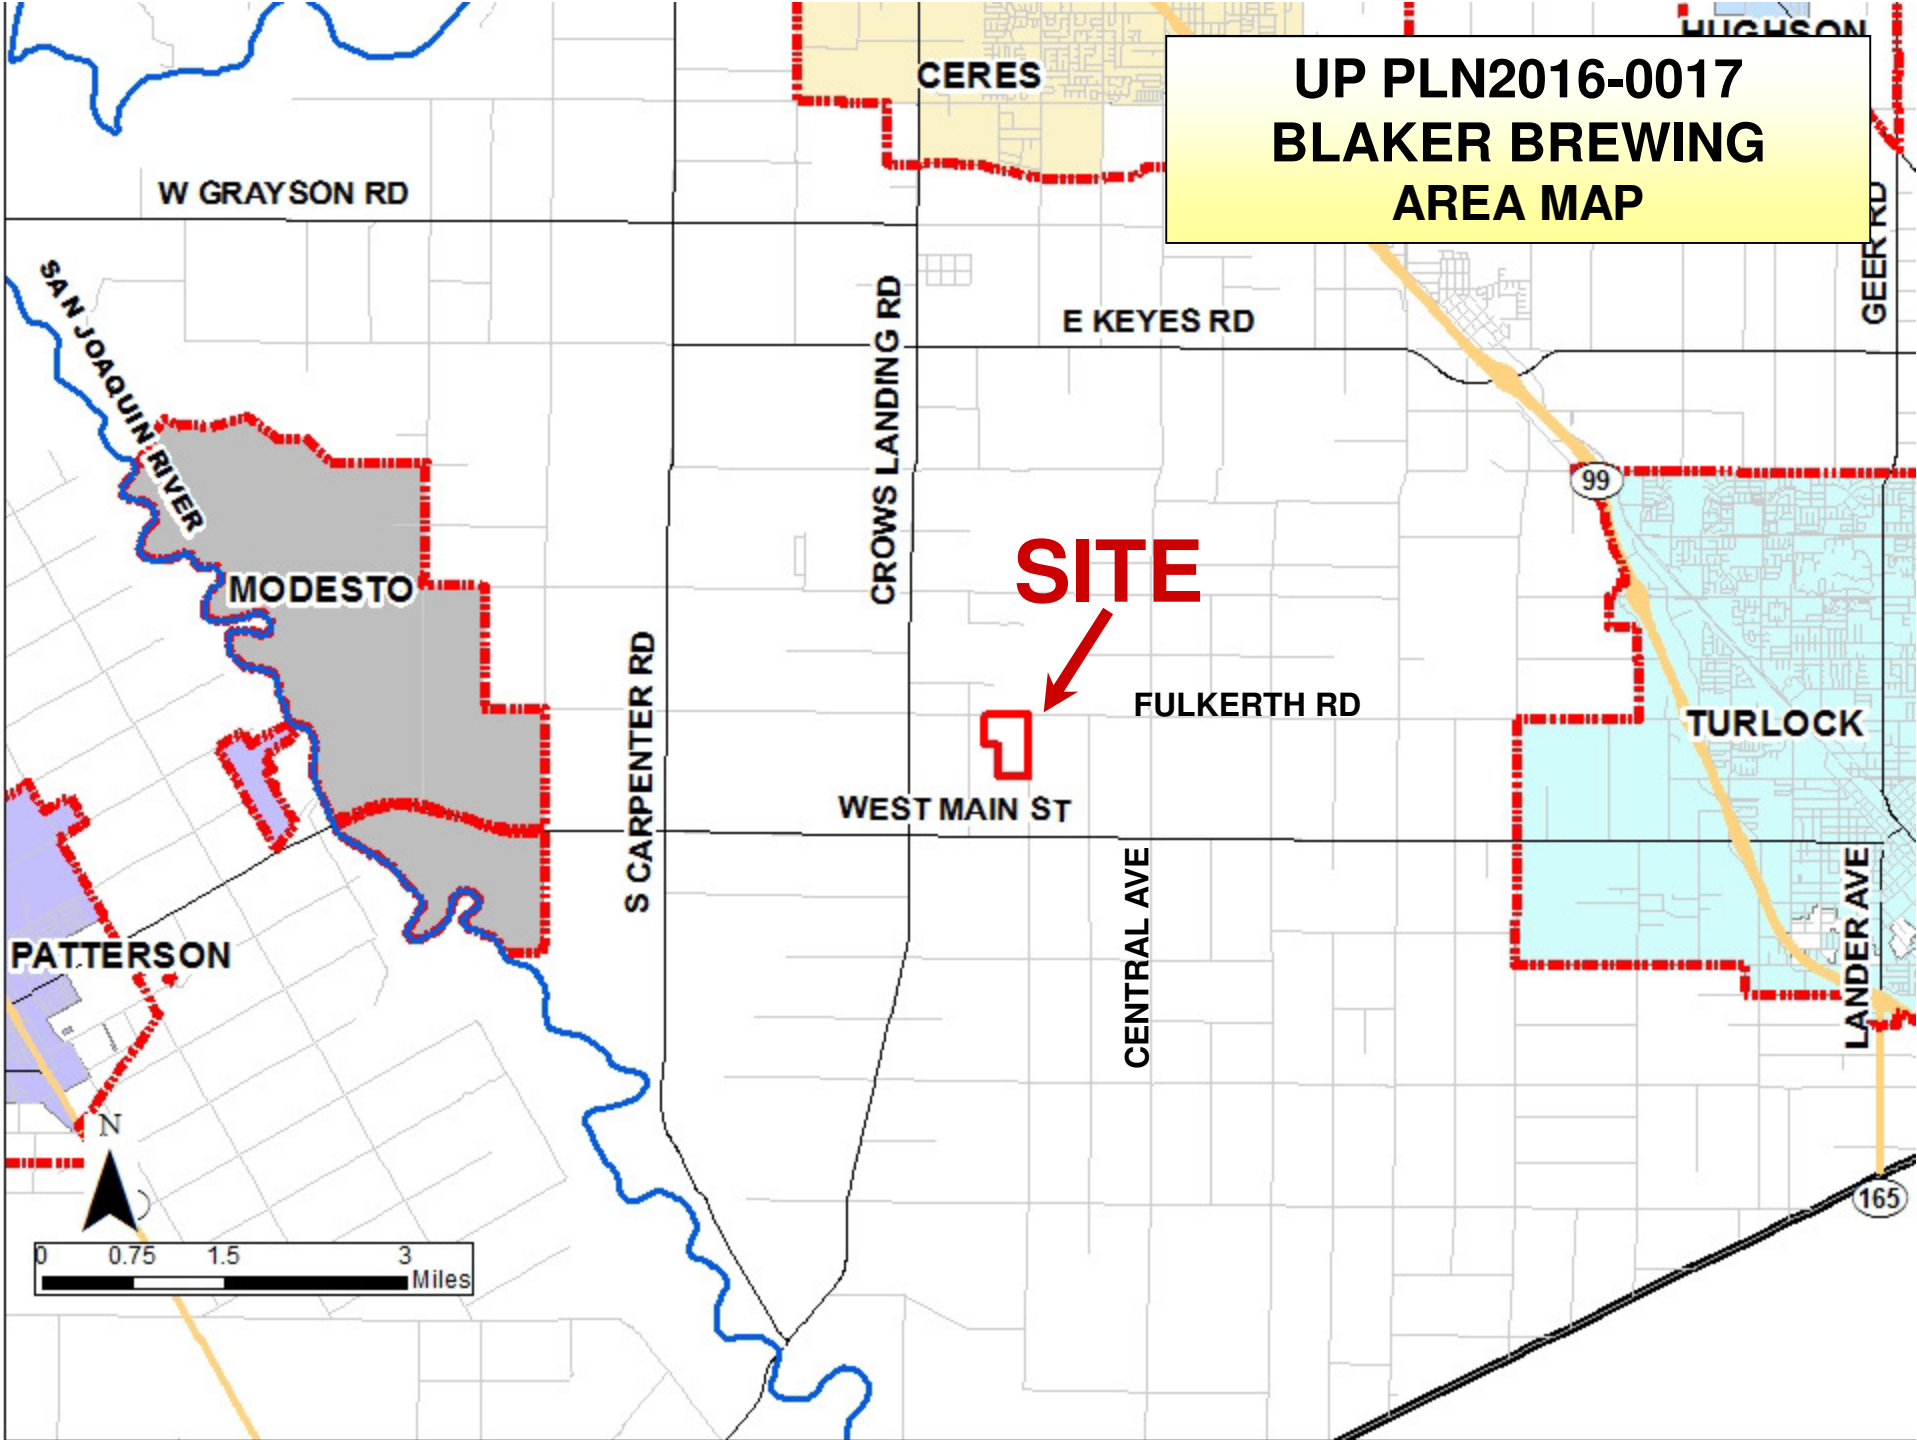 HUGHSON
UP PLN2016-0017
BLAKER BREWING
AREA MAP
CERES
W GRAYSON RD
GEER RD
SAN JOAQUIN RIVER
CROWS LANDING RD
E KEYES RD
99
SITE
MODESTO
S CARPENTER RD
FULKERTH RD
TURLOCK
WEST MAIN ST
CENTRAL AVE
LANDER AVE
PATTERSON
N
165
0 0.75 1.5 3
Miles